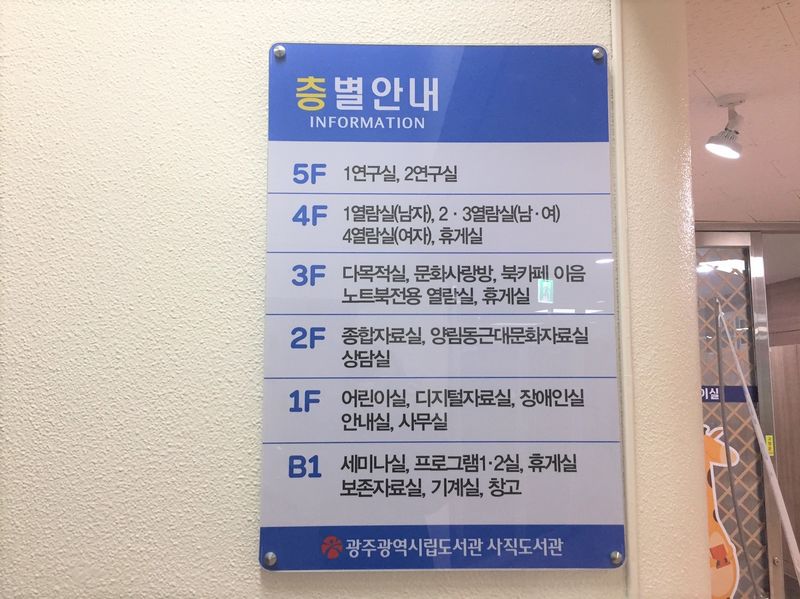 층별안내
INFORMATION
5F 1연구실, 2연구실
4F 1열람실(남자), 2·3열람실(남·여)
4열람실(여자), 휴게실
3F 다목적실, 문화사랑방, 북카페 이음
노트북전용 열람실, 휴게실
2F 종합자료실, 양림동근대문화자료실
상담실
1F 어린이실, 디지털자료실, 장애인실
안내실, 사무실
B1 세미나실, 프로그램1·2실, 휴게실
보존자료실, 기계실, 창고
광주광역시립도서관 사직도서관
이실